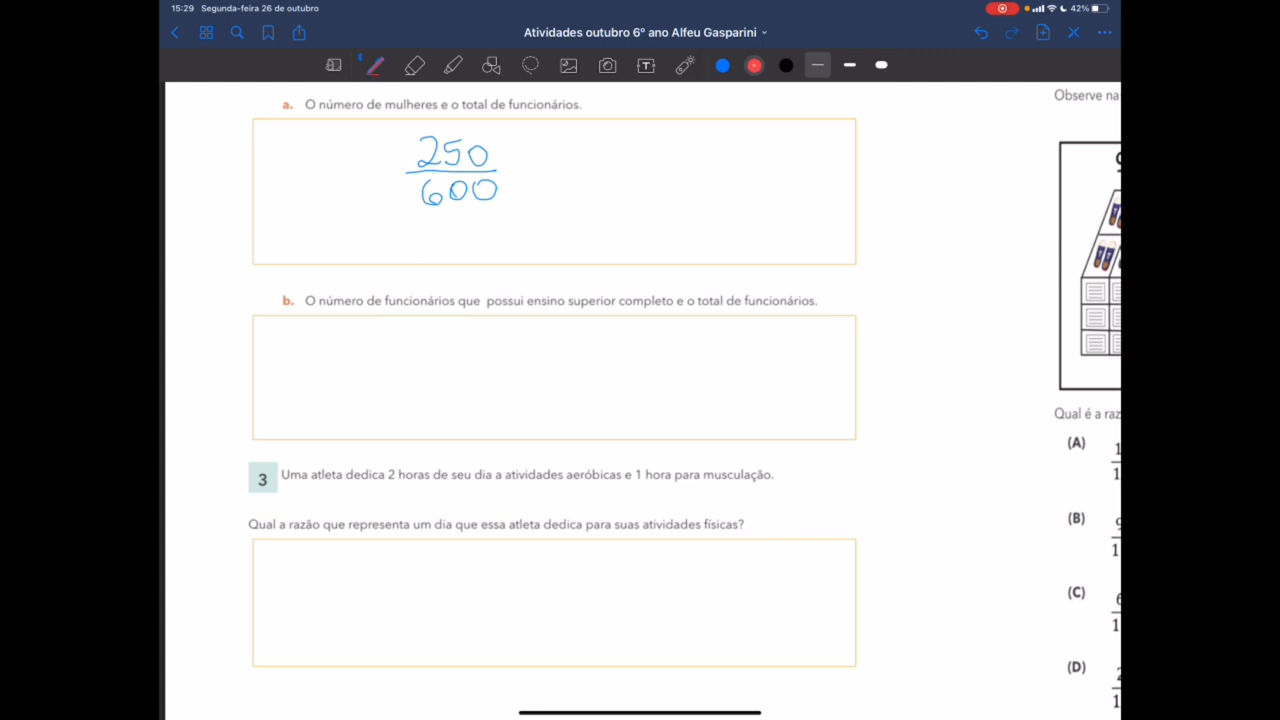 15:29 Segunda-feira 26 de outubro
42%
Atividades outubro 6º ano Alfeu Gasparini
a. O número de mulheres e o total de funcionários.
250
600
b. O número de funcionários que possui ensino superior completo e o total de funcionários.
3 Uma atleta dedica 2 horas de seu dia a atividades aeróbicas e 1 hora para musculação.
Qual a razão que representa um dia que essa atleta dedica para suas atividades físicas?
Observe na
Qual é a
(A)
(B)
(C)
(D)